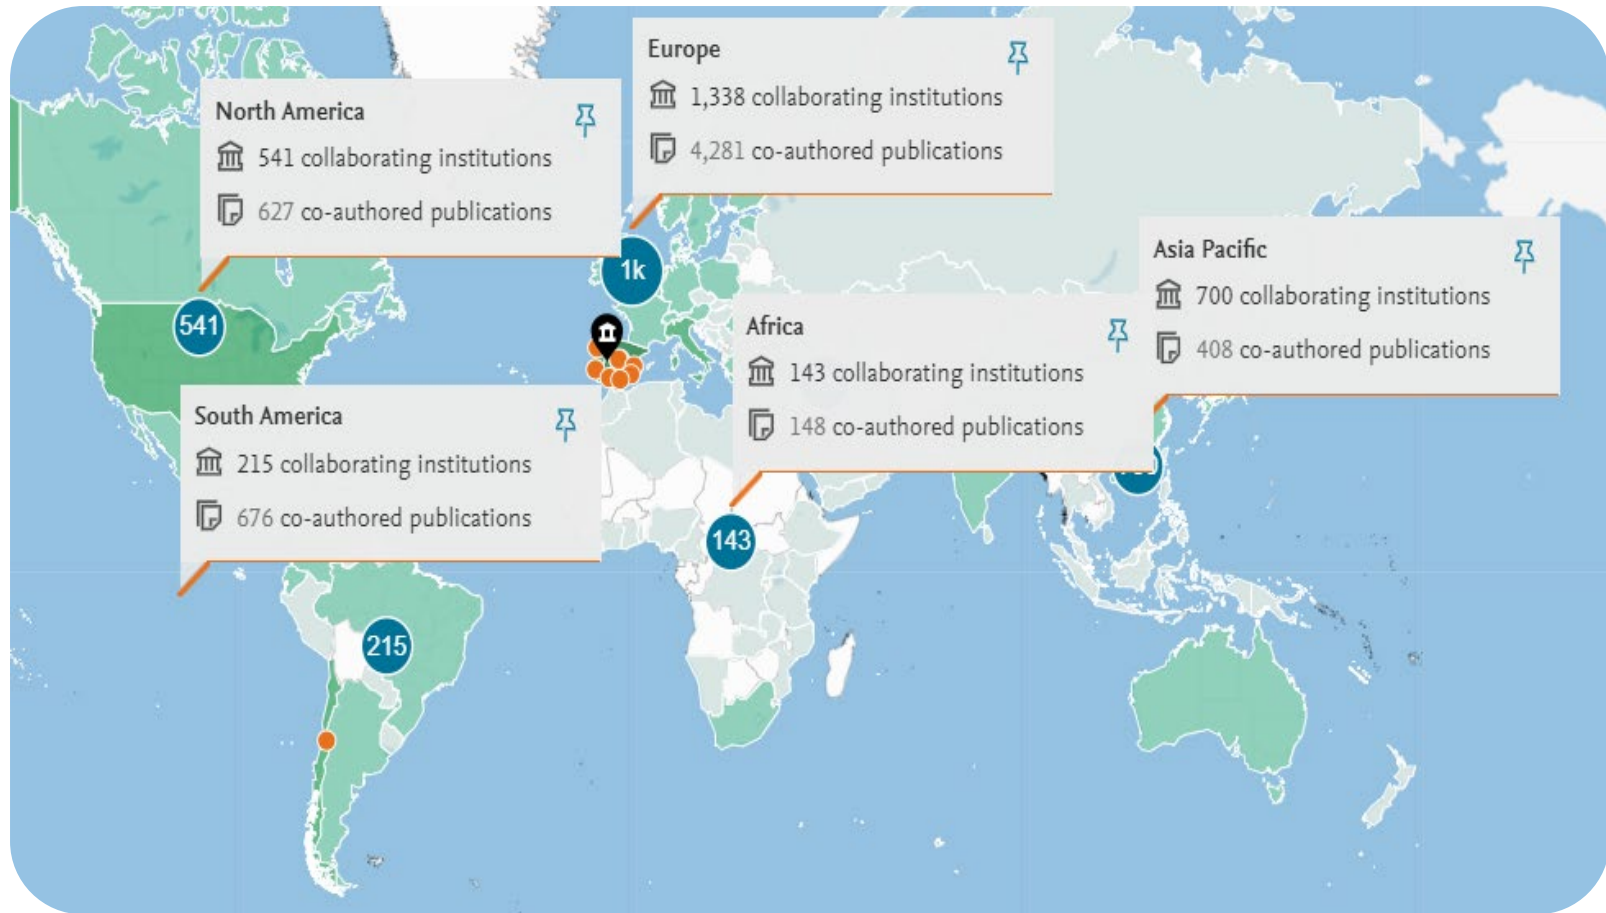 Europe
1,338 collaborating institutions
4,281 co-authored publications
North America
541 collaborating institutions
627 co-authored publications
Asia Pacific
700 collaborating institutions
408 co-authored publications
1k
541
Africa
143 collaborating institutions
148 co-authored publications
South America
215 collaborating institutions
676 co-authored publications
143
215